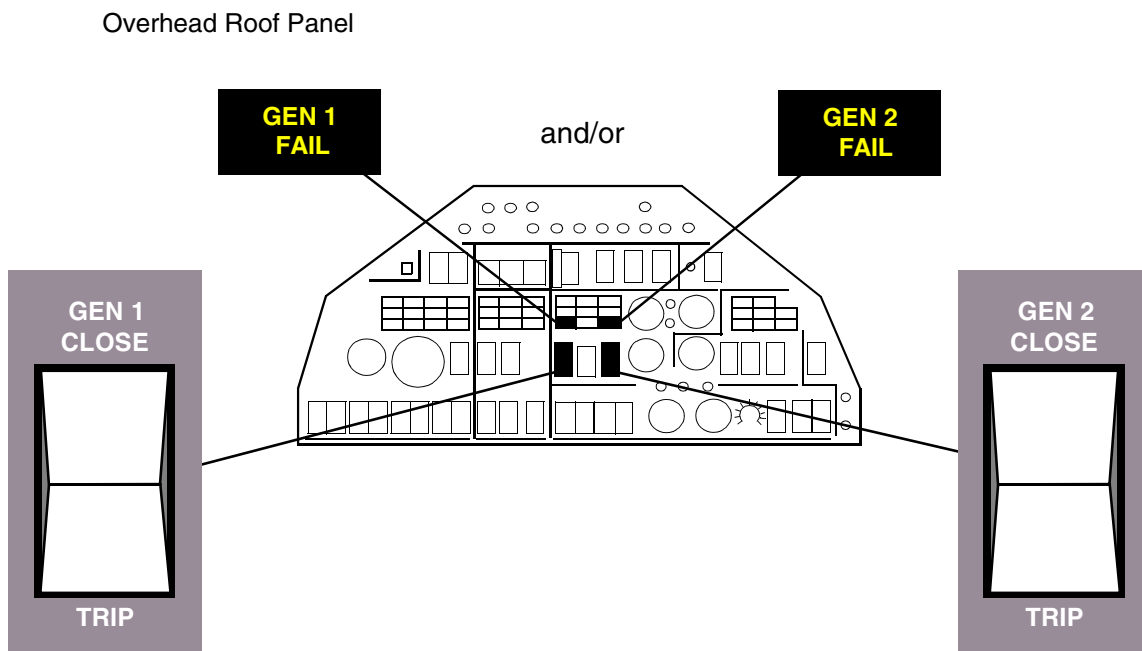 Overhead Roof Panel
GEN 1
FAIL
and/or
GEN 2
FAIL
GEN 1
CLOSE
TRIP
GEN 2
CLOSE
TRIP